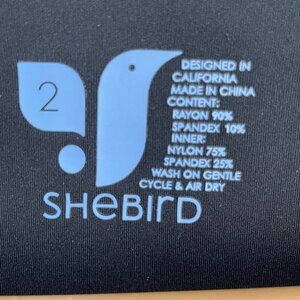 2
DESIGNED IN
CALIFORNIA
MADE IN CHINA
CONTENT:
RAYON 90%
SPANDEX 10%
INNER:
NYLON 75%
SPANDEX 25%
WASH ON GENTLE
CYCLE & AIR DRY
SHEBIRD